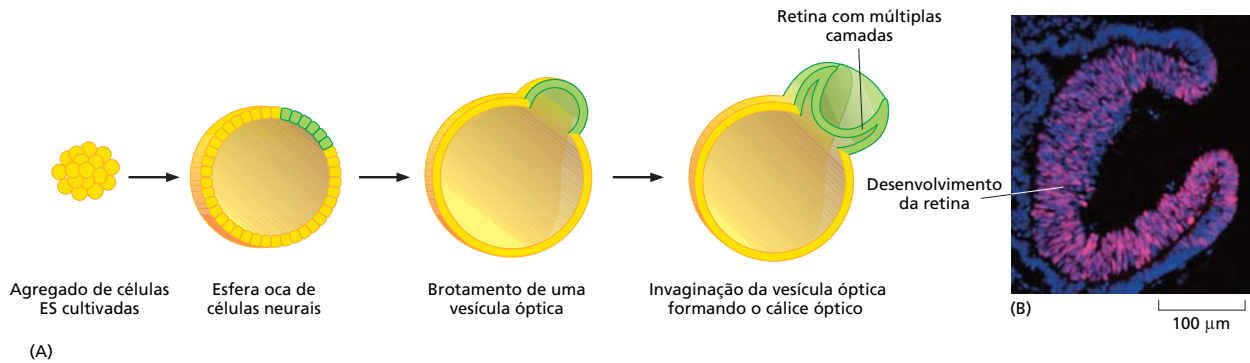 Retina com múltiplas
camadas
Desenvolvimento
da retina
Agregado de células
ES cultivadas
Esfera oca de
células neurais
Brotamento de uma
vesícula óptica
Invaginação da vesícula óptica
formando o cálice óptico
(A)
(B)
100 μm